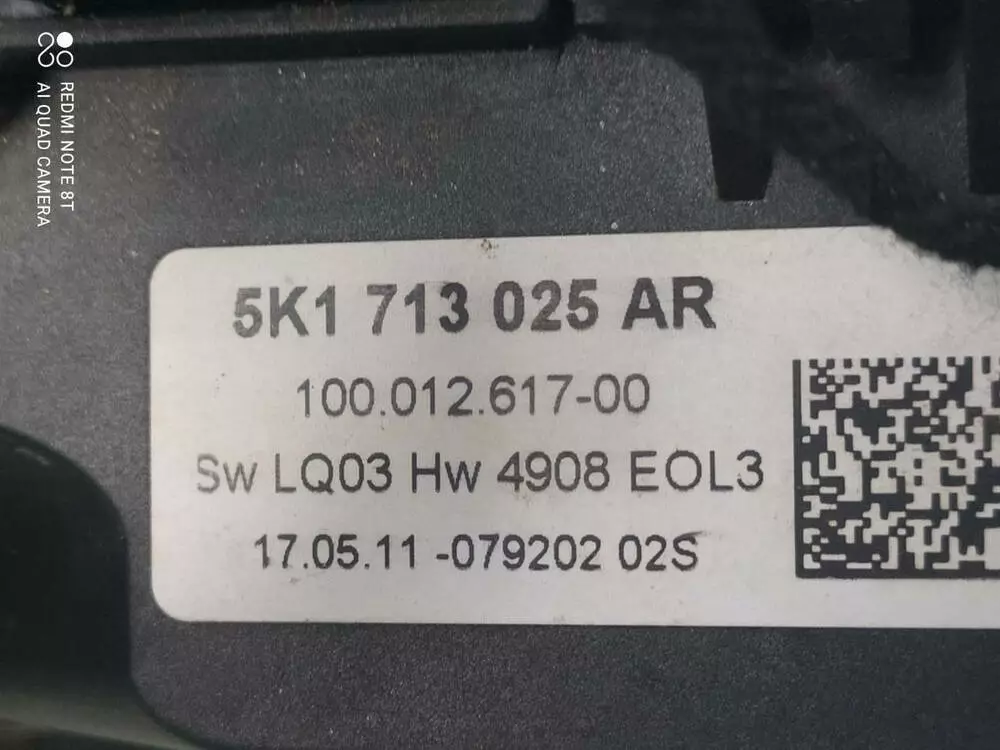 REDMI NOTE 8T
AI QUAD CAMERA
5K1 713 025 AR
100.012.617-00
Sw LQ03 Hw 4908 EOL3
17.05.11 -079202 02S